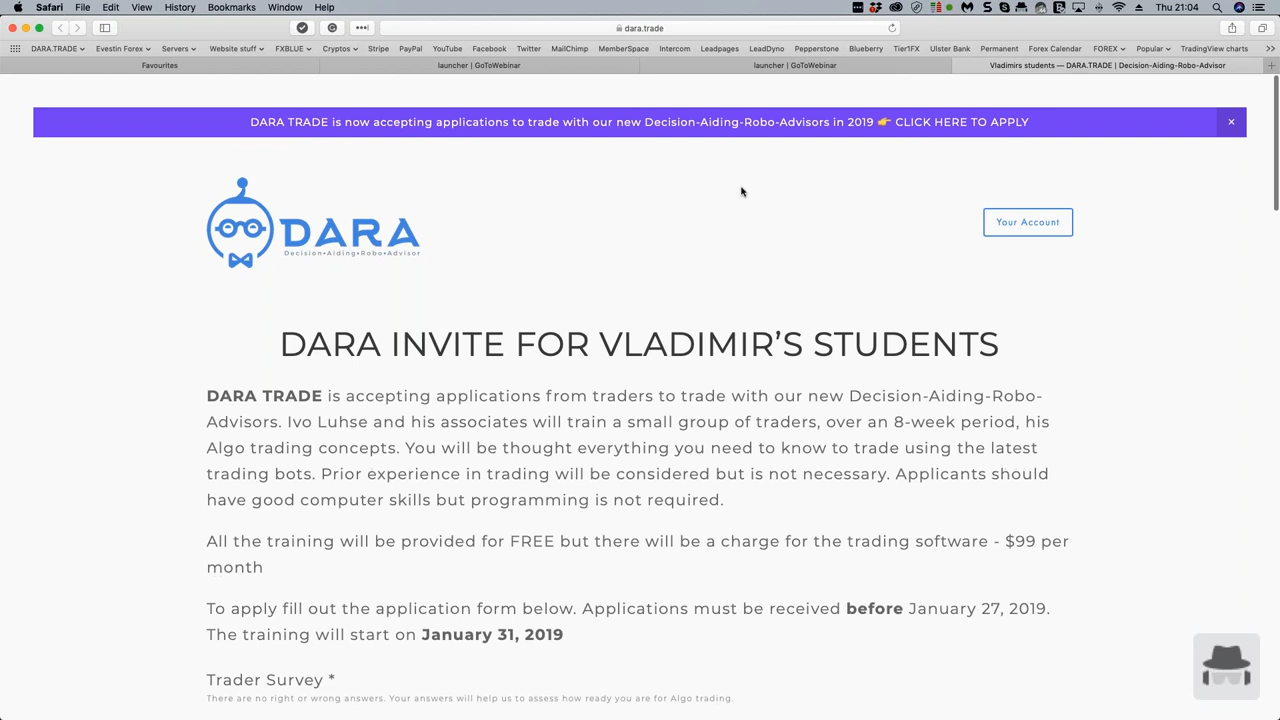 Safari File Edit View History Bookmarks Window Help Thu 21:04
dara.trade
DARA.TRADE Evestin Forex Servers Website stuff FXBLUE Cryptos Stripe PayPal YouTube Facebook Twitter MailChimp MemberSpace Intercom Leadpages LeadDyno Pepperstone Blueberry Tier1FX Ulster Bank Permanent Forex Calendar FOREX Popular TradingView charts
Favourites launcher | GoToWebinar launcher | GoToWebinar Vladimirs students — DARA.TRADE | Decision-Aiding-Robo-Advisor
DARA TRADE is now accepting applications to trade with our new Decision-Aiding-Robo-Advisors in 2019 👉 CLICK HERE TO APPLY
DARA
Decision•Aiding•Robo•Advisor
Your Account
DARA INVITE FOR VLADIMIR’S STUDENTS
DARA TRADE is accepting applications from traders to trade with our new Decision-Aiding-Robo-
Advisors. Ivo Luhse and his associates will train a small group of traders, over an 8-week period, his
Algo trading concepts. You will be thought everything you need to know to trade using the latest
trading bots. Prior experience in trading will be considered but is not necessary. Applicants should
have good computer skills but programming is not required.
All the training will be provided for FREE but there will be a charge for the trading software - $99 per
month
To apply fill out the application form below. Applications must be received before January 27, 2019.
The training will start on January 31, 2019
Trader Survey *
There are no right or wrong answers. Your answers will help us to assess how ready you are for Algo trading.